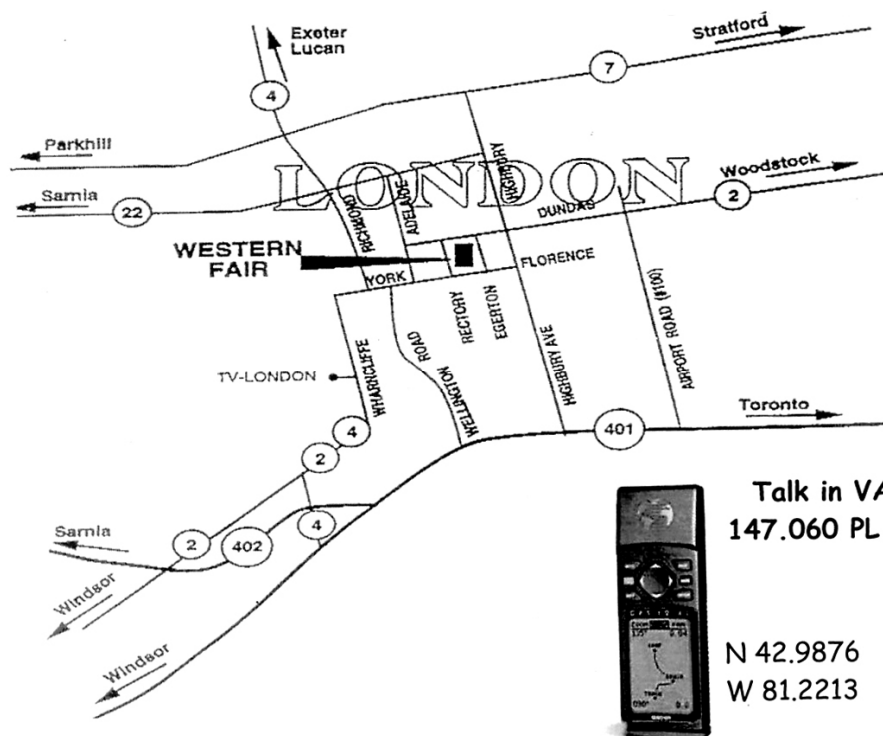 Exeter
Lucan
Stratford
7
4
Parkhill
LONDON
HIGHBURY
Woodstock
Sarnia
22
RICHMOND
ADELAIDE
DUNDAS
2
WESTERN
FAIR
YORK
FLORENCE
RECTORY
EGERTON
AIRPORT ROAD (#100)
TV-LONDON
WHARNCLIFFE
WELLINGTON
ROAD
HIGHBURY AVE
Toronto
4
401
2
Sarnia
2
402
4
Windsor
Windsor
Talk in VA
147.060 PL
N 42.9876
W 81.2213